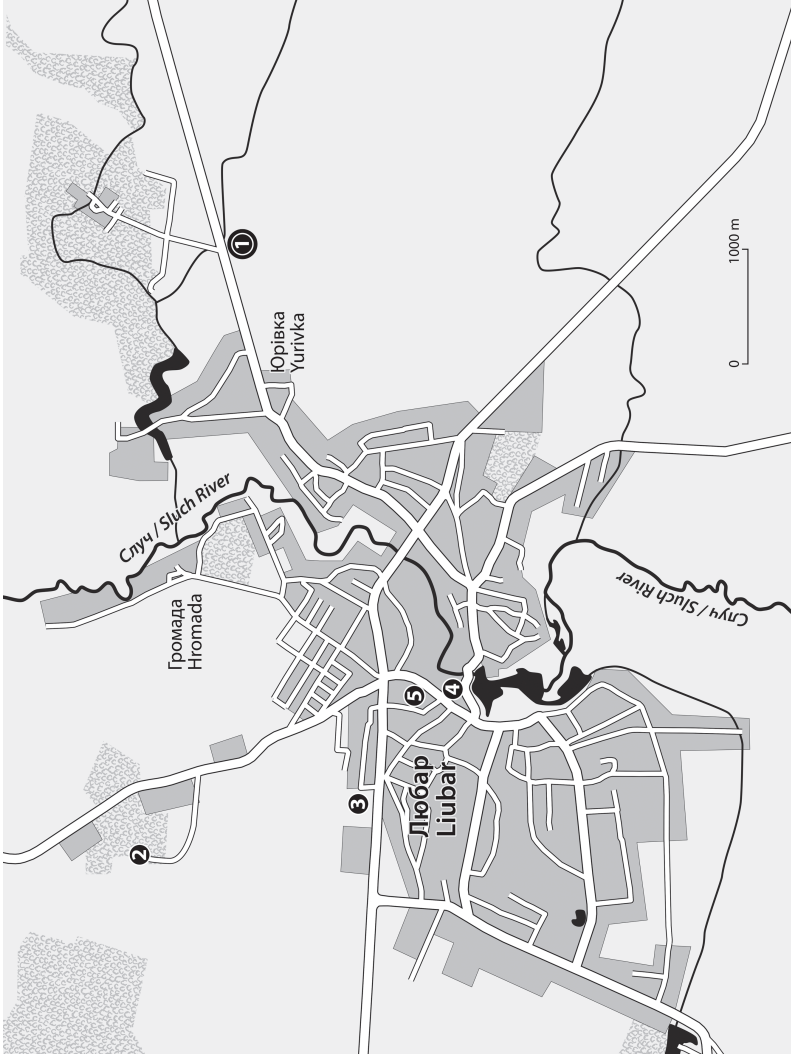 Случ / Sluch River
Громада
Hromada
Юрівка
Yurivka
1
2
3
4
5
Любар
Liubar
Случ / Sluch River
0
1000 m